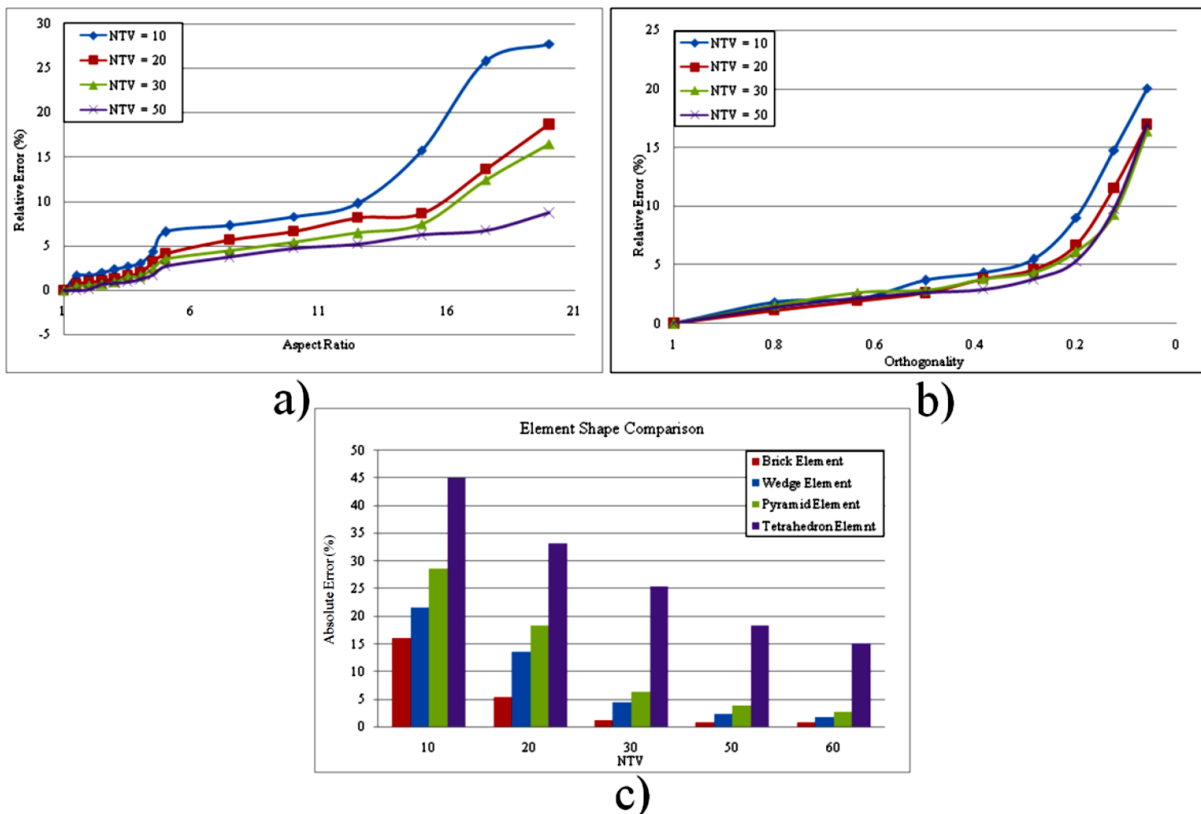 30
25
20
15
10
5
0
-5
Relative Error (%)
NTV = 10
NTV = 20
NTV = 30
NTV = 50
1
6
11
16
21
Aspect Ratio
a)
25
20
15
10
5
0
Relative Error (%)
NTV = 10
NTV = 20
NTV = 30
NTV = 50
1
0.8
0.6
0.4
0.2
0
Orthogonality
b)
Element Shape Comparison
50
45
40
35
30
25
20
15
10
5
0
Absolute Error (%)
Brick Element
Wedge Element
Pyramid Element
Tetrahedron Elemnt
10
20
30
50
60
NTV
c)